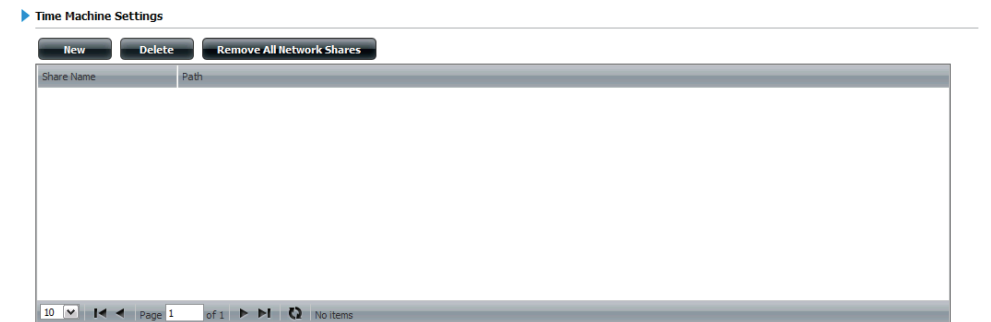 Time Machine Settings
New Delete Remove All Network Shares
Share Name Path
10 Page 1 of 1 No items